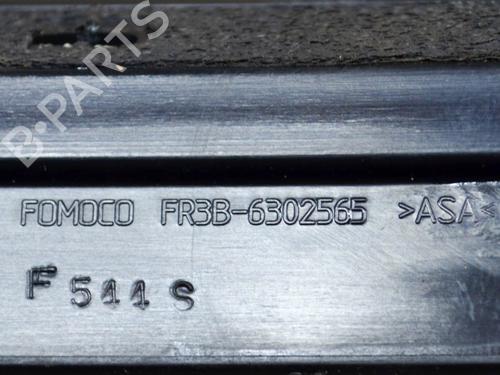 B-PARTS
FOMOCO FR3B-6302565 >ASA<
F 511 S